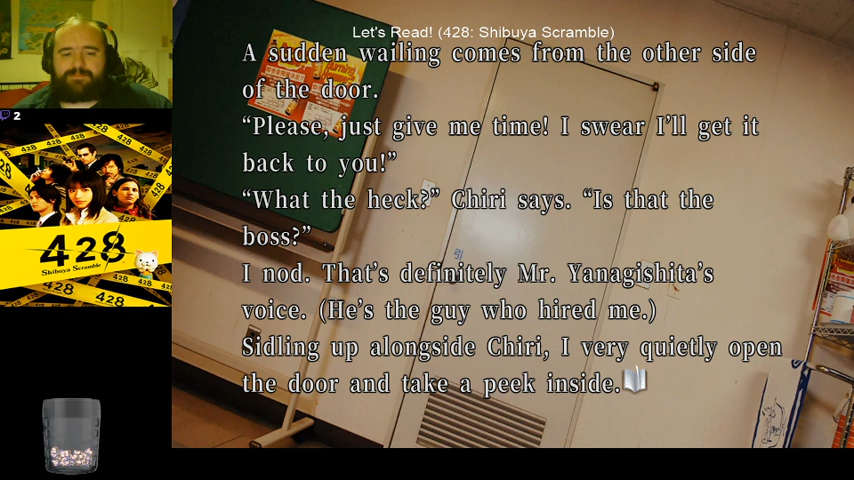 Let's Read! (428: Shibuya Scramble)
A sudden wailing comes from the other side
of the door.
“Please, just give me time! I swear I’ll get it
back to you!”
“What the heck?” Chiri says. “Is that the
boss?”
I nod. That’s definitely Mr. Yanagishita’s
voice. (He’s the guy who hired me.)
Sidling up alongside Chiri, I very quietly open
the door and take a peek inside.
2
428
Shibuya Scramble